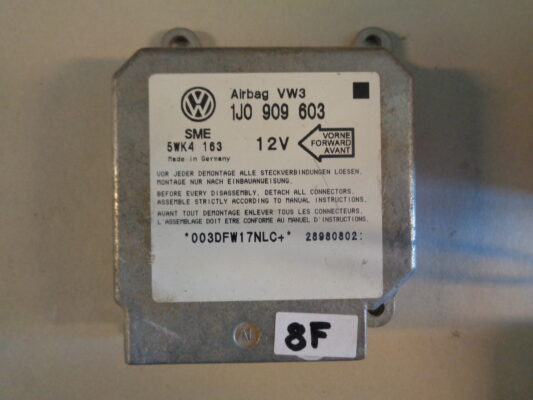 VW
Airbag VW3
1J0 909 603
SME
5WK4 163
Made in Germany
12V
VORNE
FORWARD
AVANT
VOR JEDER DEMONTAGE ALLE STECKVERBINDUNGEN LOESEN.
MONTAGE NUR NACH EINBAUANWEISUNG.
BEFORE EVERY DISASSEMBLY, DETACH ALL CONNECTORS.
ASSEMBLE STRICTLY ACCORDING TO MANUAL INSTRUCTIONS.
AVANT TOUT DEMONTAGE ENLEVER TOUS LES CONNECTEURS.
L'ASSEMBLAGE DOIT ETRE CONFORME AU MANUEL D'INSTRUCTIONS.
*003DFW17NLC+* 28980802:
8F